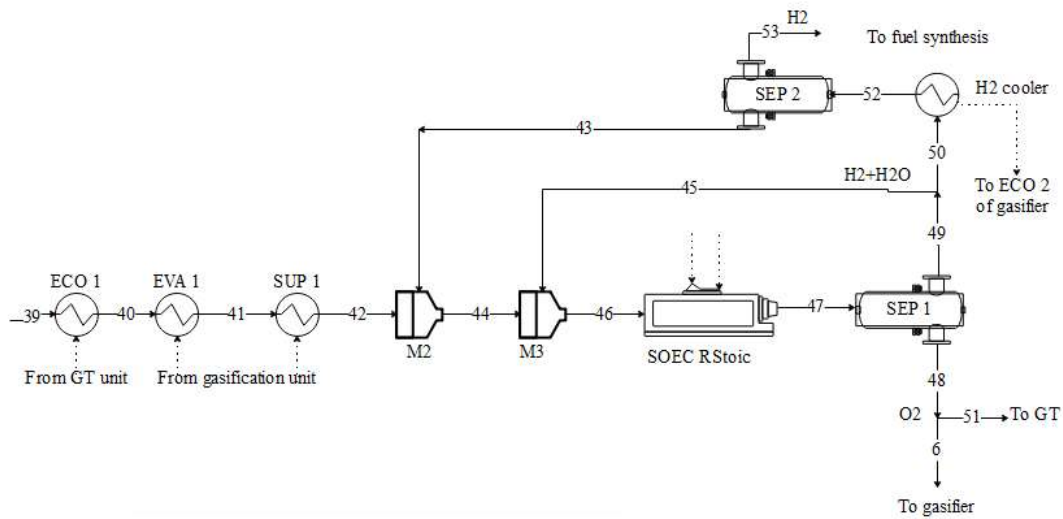 53
H2
To fuel synthesis
SEP 2
52
H2 cooler
43
50
45
H2+H2O
To ECO 2
of gasifier
49
ECO 1
EVA 1
SUP 1
39
40
41
42
44
46
47
SEP 1
M2
M3
SOEC RStoic
From GT unit
From gasification unit
48
O2
51
To GT
6
To gasifier